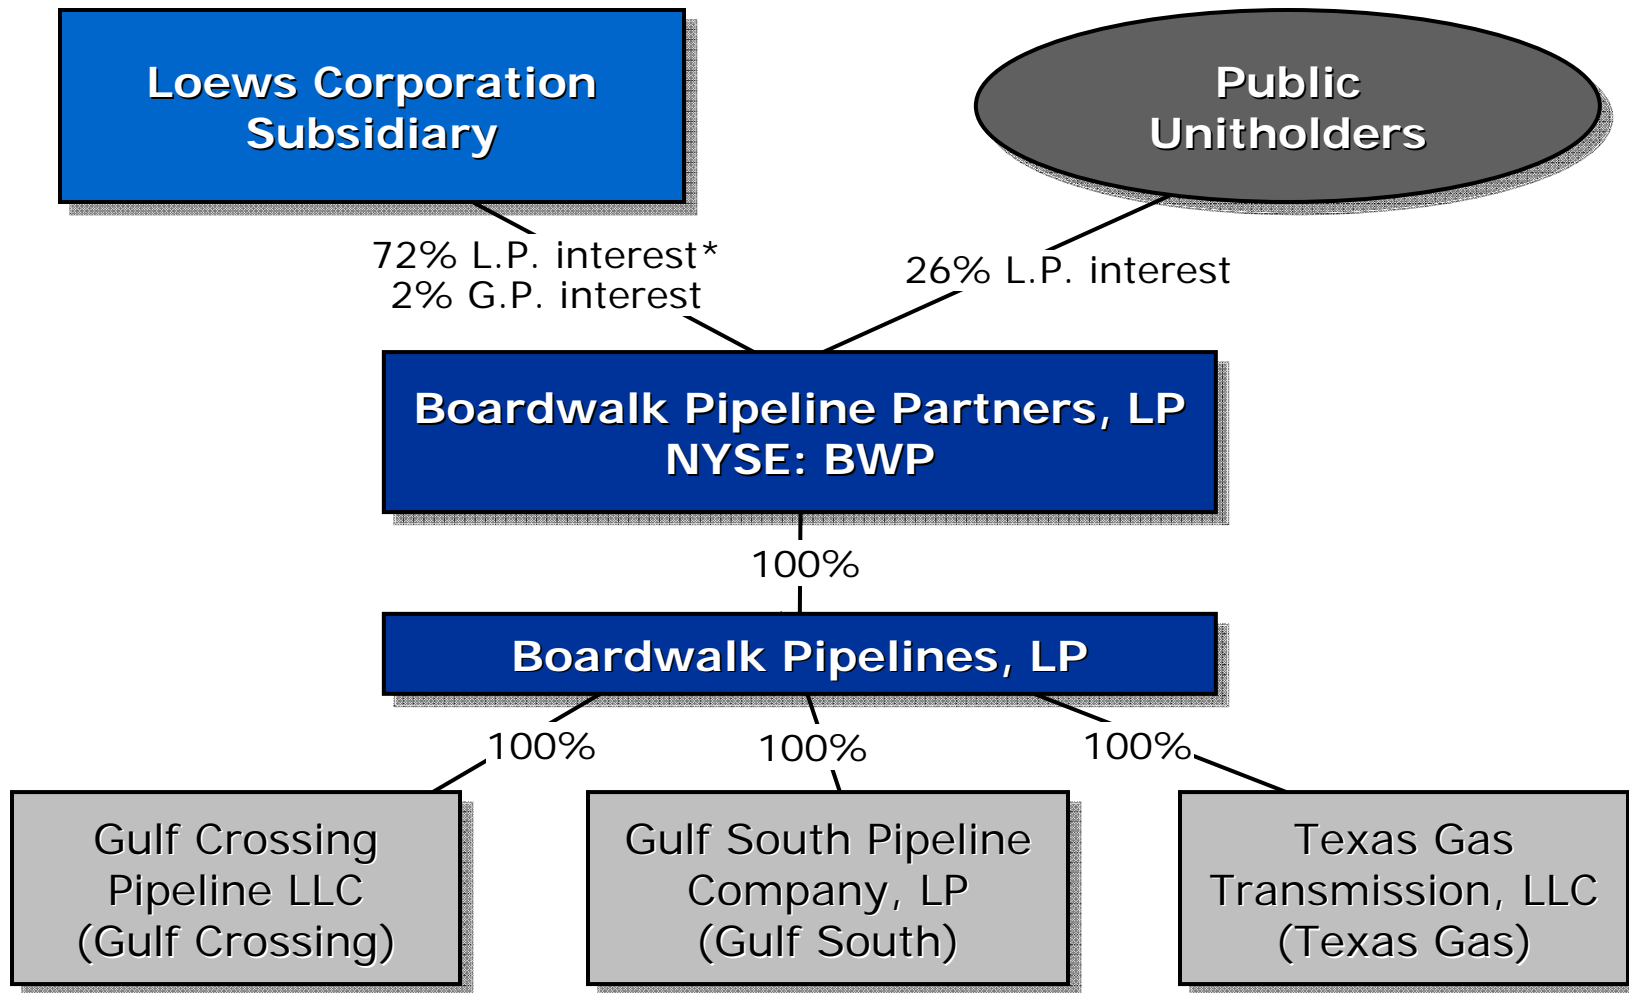 Loews Corporation
Subsidiary
Public
Unitholders
72% L.P. interest*
2% G.P. interest
26% L.P. interest
Boardwalk Pipeline Partners, LP
NYSE: BWP
100%
Boardwalk Pipelines, LP
100%
100%
100%
Gulf Crossing
Pipeline LLC
(Gulf Crossing)
Gulf South Pipeline
Company, LP
(Gulf South)
Texas Gas
Transmission, LLC
(Texas Gas)